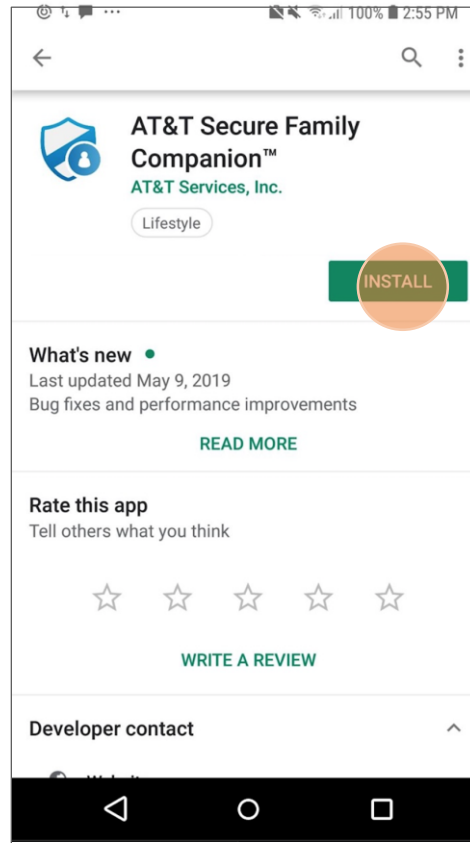 100% 2:55 PM
AT&T Secure Family
Companion™
AT&T Services, Inc.
Lifestyle
INSTALL
What's new
Last updated May 9, 2019
Bug fixes and performance improvements
READ MORE
Rate this app
Tell others what you think
WRITE A REVIEW
Developer contact